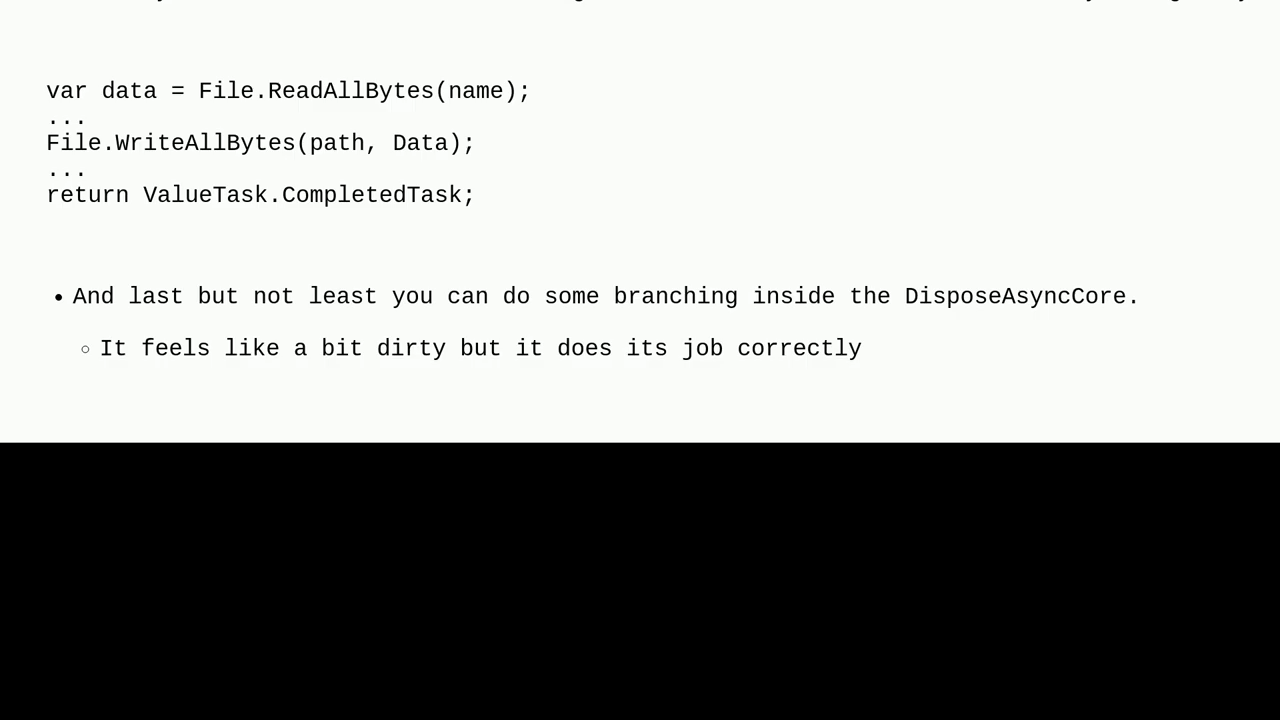 var data = File.ReadAllBytes(name);
...
File.WriteAllBytes(path, Data);
...
return ValueTask.CompletedTask;
• And last but not least you can do some branching inside the DisposeAsyncCore.
○ It feels like a bit dirty but it does its job correctly